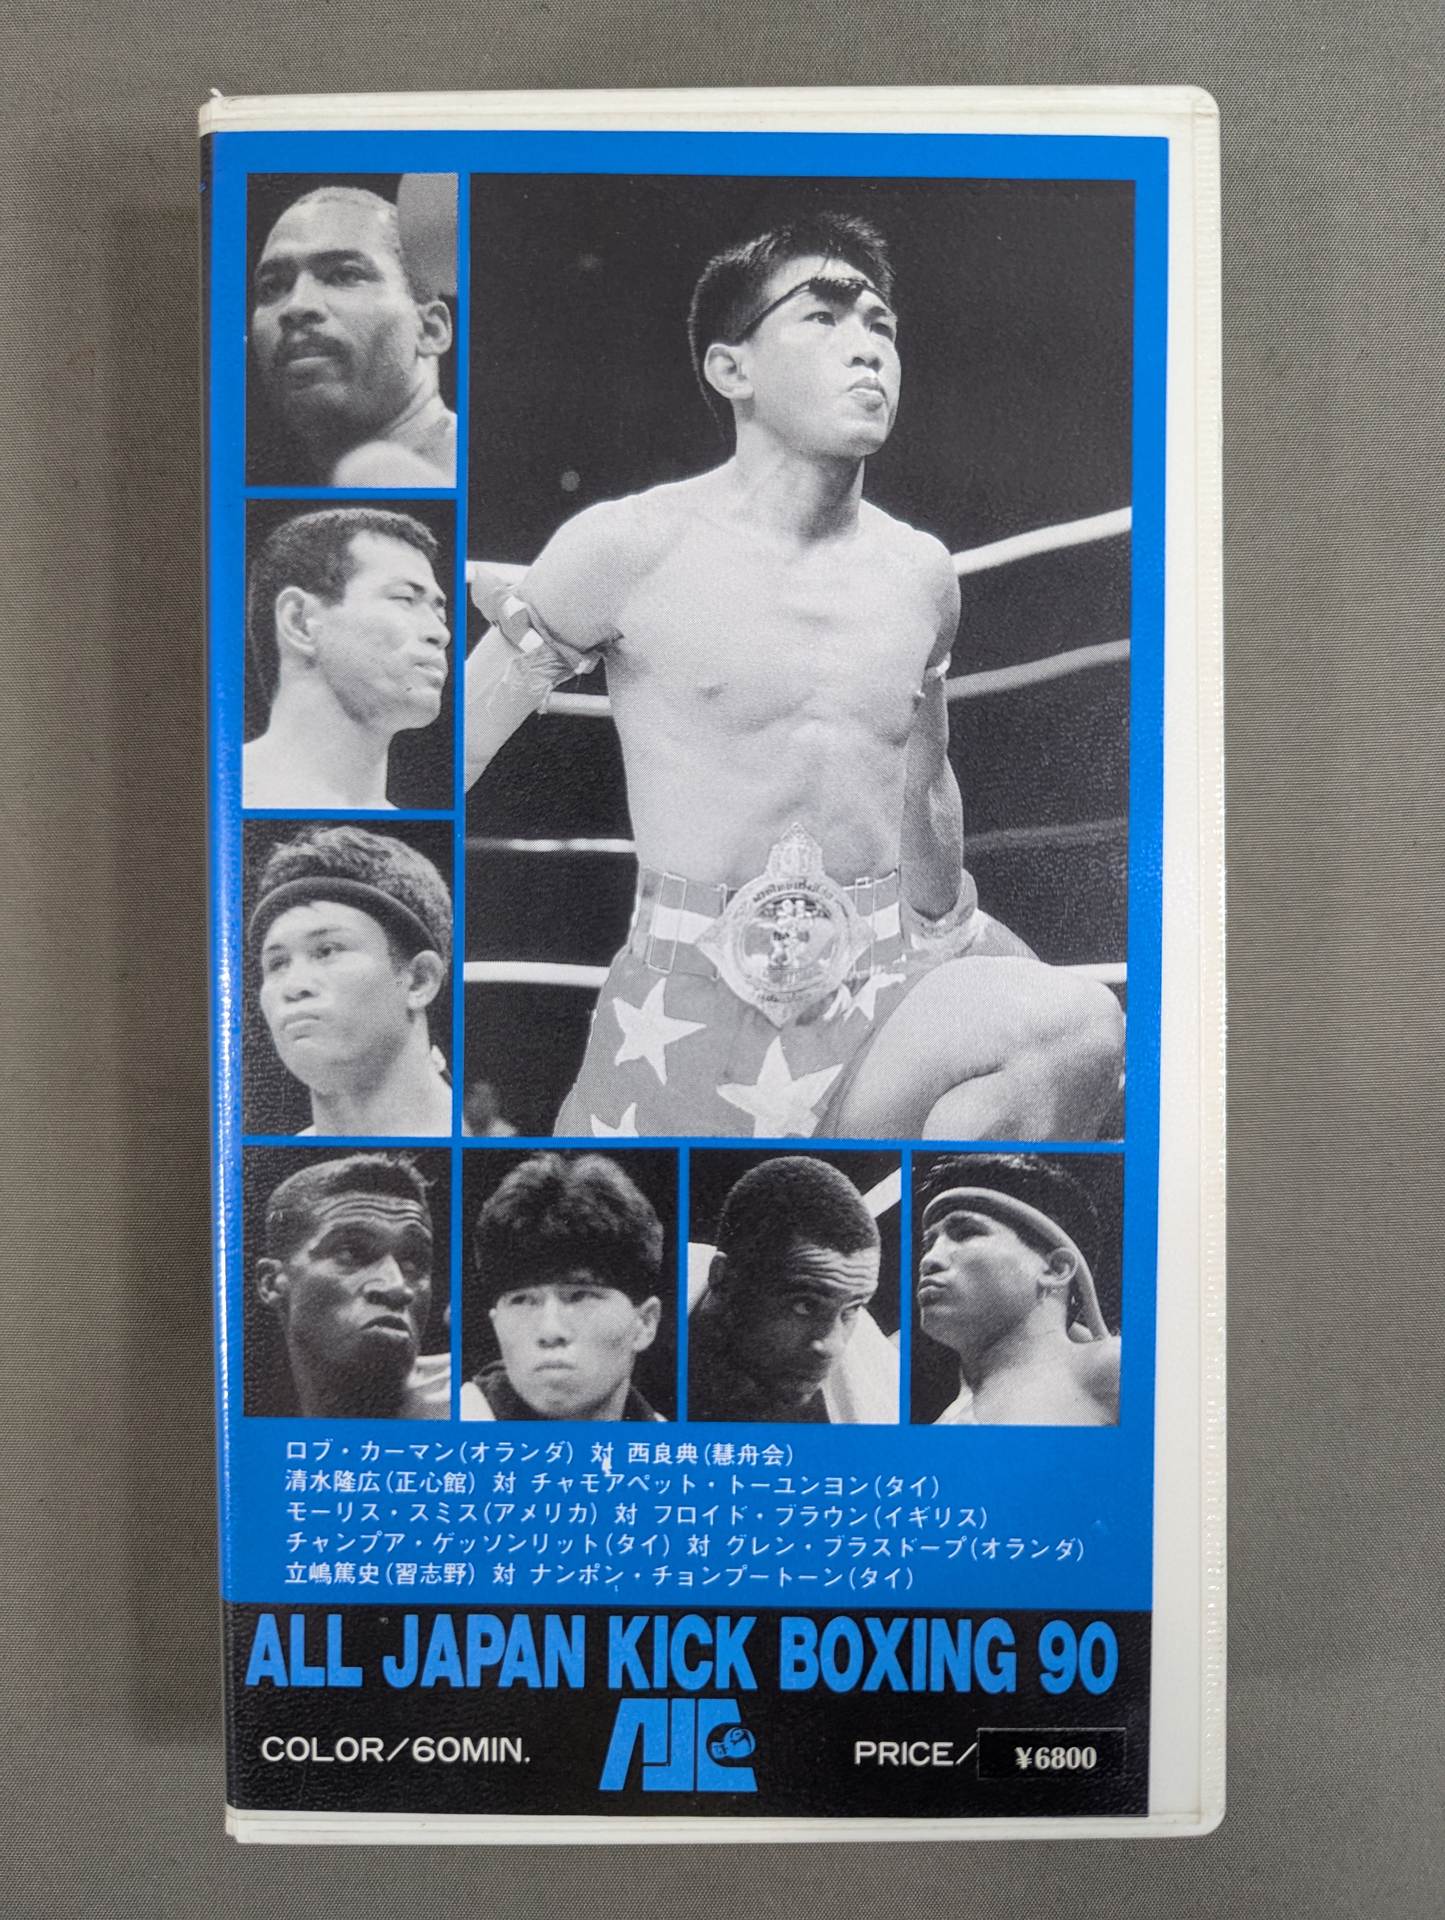 ロブ・カーマン(オランダ) 対 西良典(慧舟会)
清水隆広(正心館) 対 チャモアペット・トーユンヨン(タイ)
モーリス・スミス(アメリカ) 対 フロイド・ブラウン(イギリス)
チャンプア・ゲッソンリット(タイ) 対 グレン・ブラスドープ(オランダ)
立嶋篤史(習志野) 対 ナンポン・チョンプートーン(タイ)
ALL JAPAN KICK BOXING 90
COLOR/60MIN.
AJC
PRICE/ ¥6800